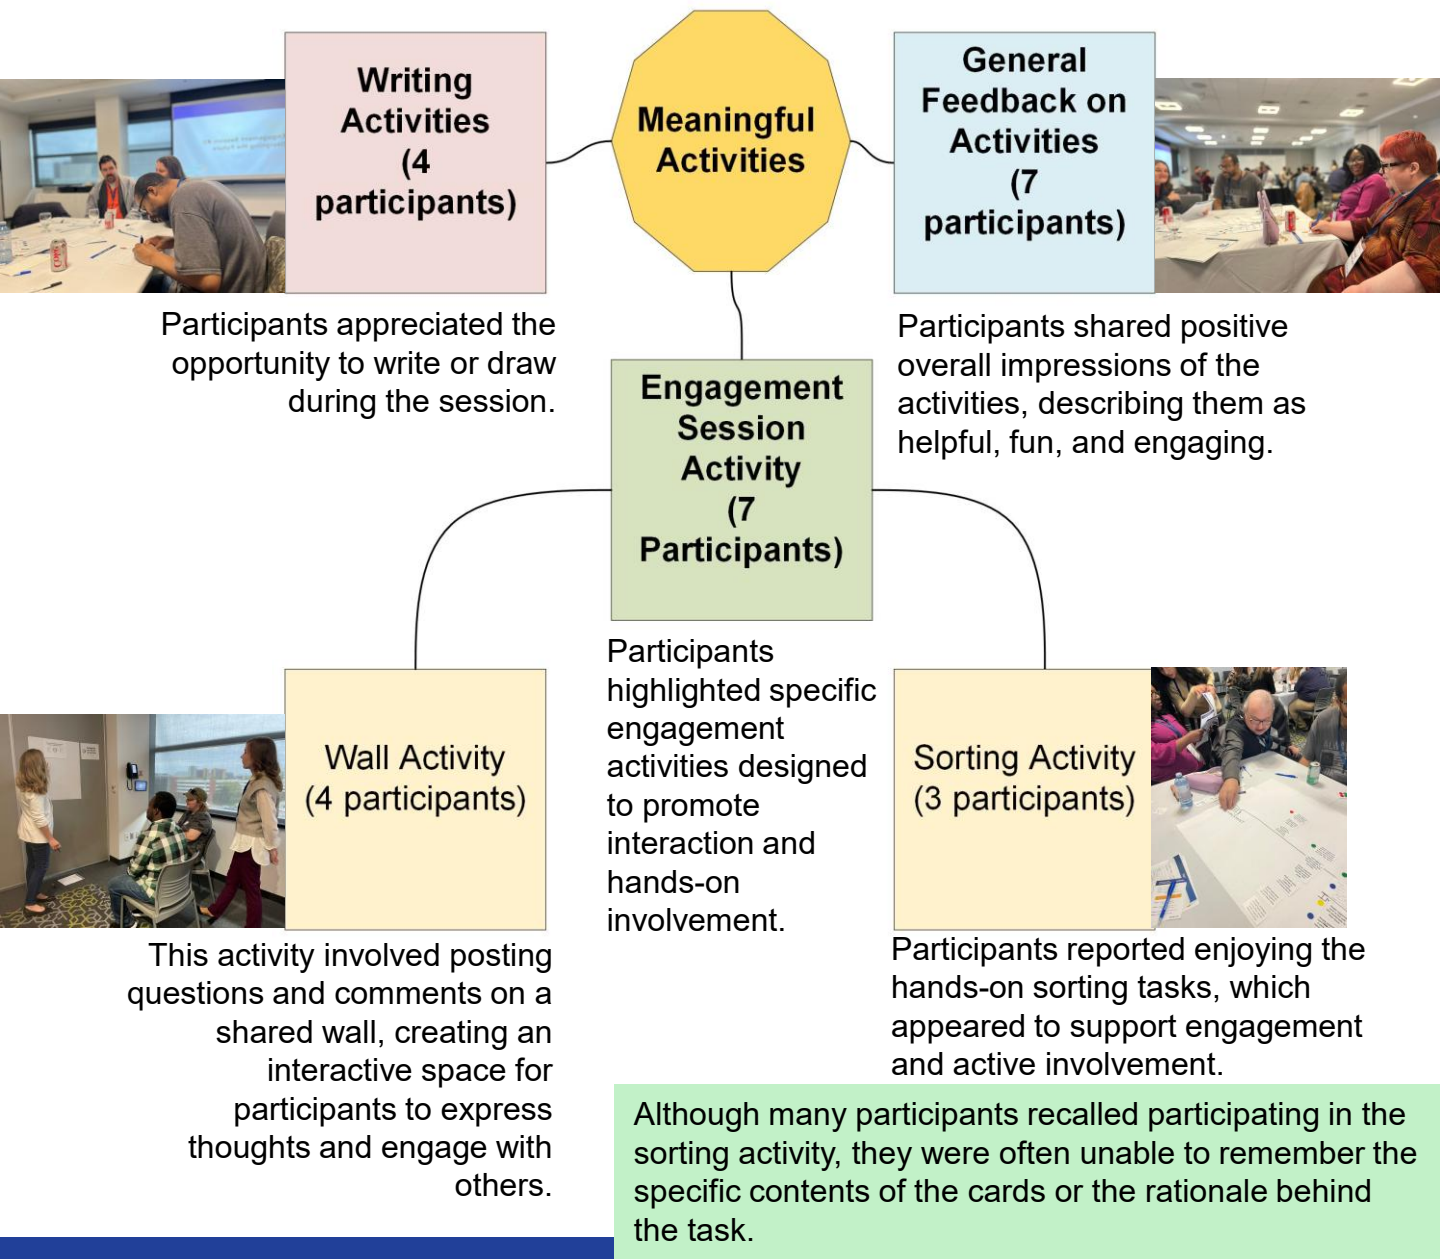 Writing
Activities
(4
participants)
Meaningful
Activities
General
Feedback on
Activities
(7
participants)
Participants appreciated the
opportunity to write or draw
during the session.
Participants shared positive
overall impressions of the
activities, describing them as
helpful, fun, and engaging.
Engagement
Session
Activity
(7
Participants)
Participants
highlighted specific
engagement
activities designed
to promote
interaction and
hands-on
involvement.
Wall Activity
(4 participants)
Sorting Activity
(3 participants)
This activity involved posting
questions and comments on a
shared wall, creating an
interactive space for
participants to express
thoughts and engage with
others.
Participants reported enjoying the
hands-on sorting tasks, which
appeared to support engagement
and active involvement.
Although many participants recalled participating in the
sorting activity, they were often unable to remember the
specific contents of the cards or the rationale behind
the task.